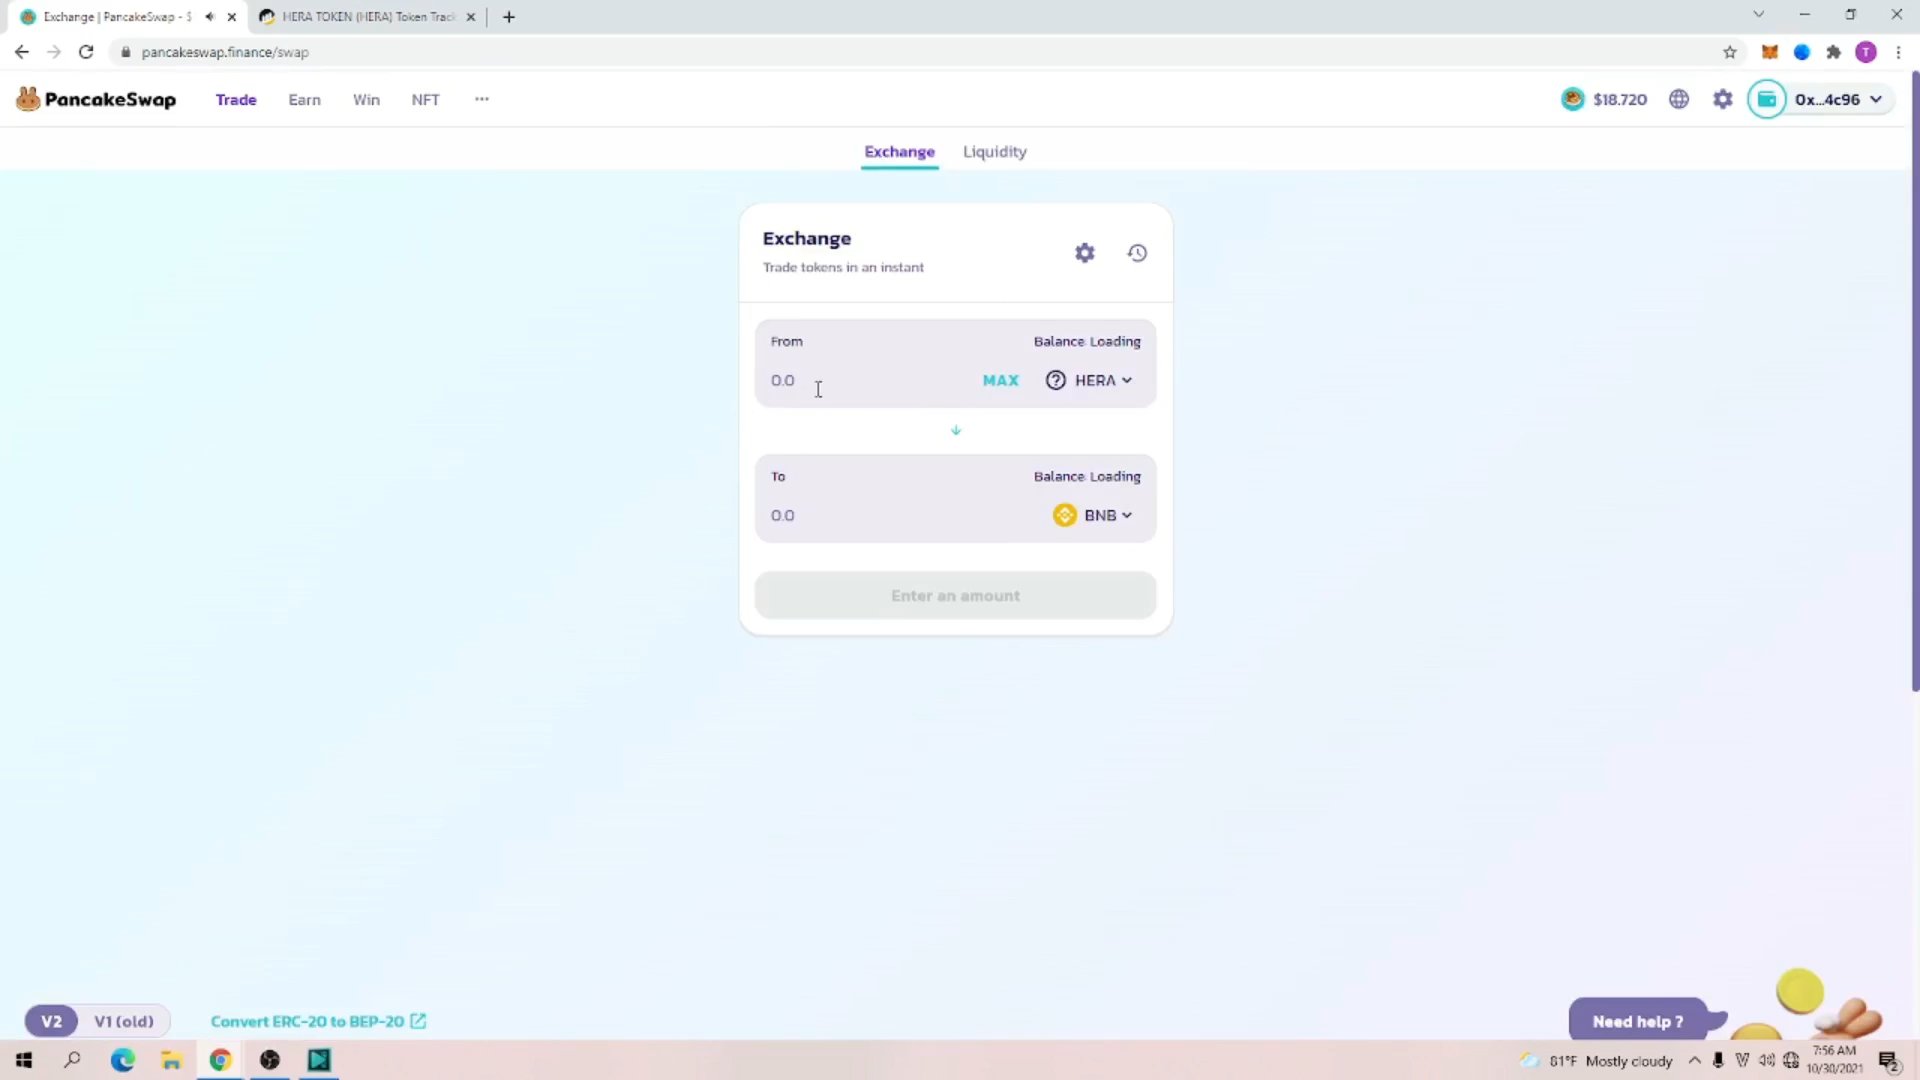 Exchange | PancakeSwap - $
HERA TOKEN (HERA) Token Track
pancakeswap.finance/swap
T
PancakeSwap
Trade
Earn
Win
NFT
$18.720
0x...4c96
Exchange
Liquidity
Exchange
Trade tokens in an instant
From
Balance: Loading
0.0
MAX
HERA
To
Balance: Loading
0.0
BNB
Enter an amount
V2
V1 (old)
Convert ERC-20 to BEP-20
Need help ?
81°F Mostly cloudy
7:56 AM
10/30/2021
2